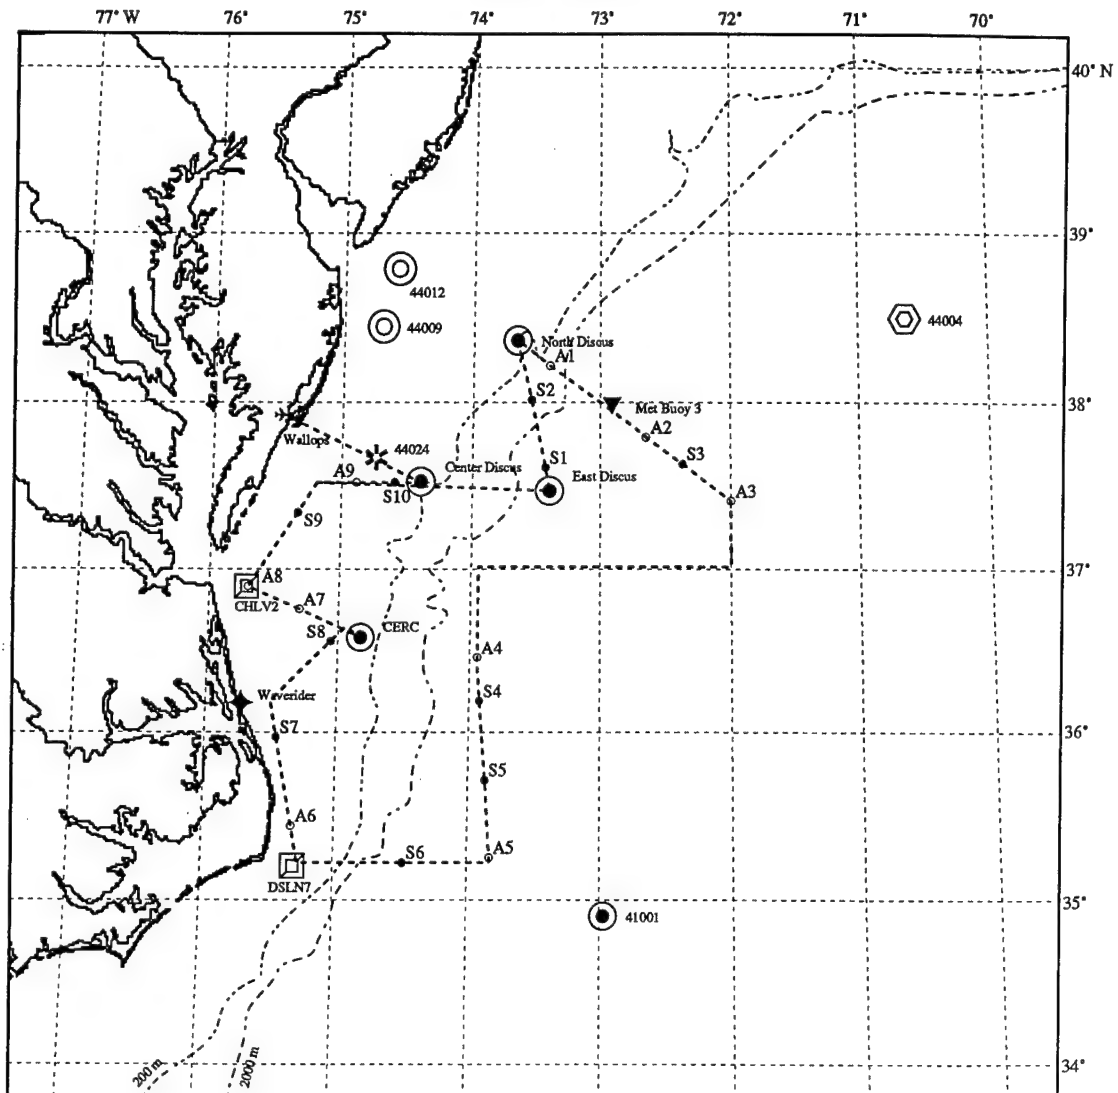 77° W 76° 75° 74° 73° 72° 71° 70°
40° N
39°
44012
44009
44004
North Discus
A1
S2
38°
Met Buoy 3
Wallops
A2
44024
S3
Center Discus
S1
East Discus
A9
S10
A3
S9
37°
A8
CHLV2
A7
S8
CERC
A4
Waverider
S4
S7
36°
S5
A6
A5
S6
DSLN7
35°
41001
34°
200 m
2000 m